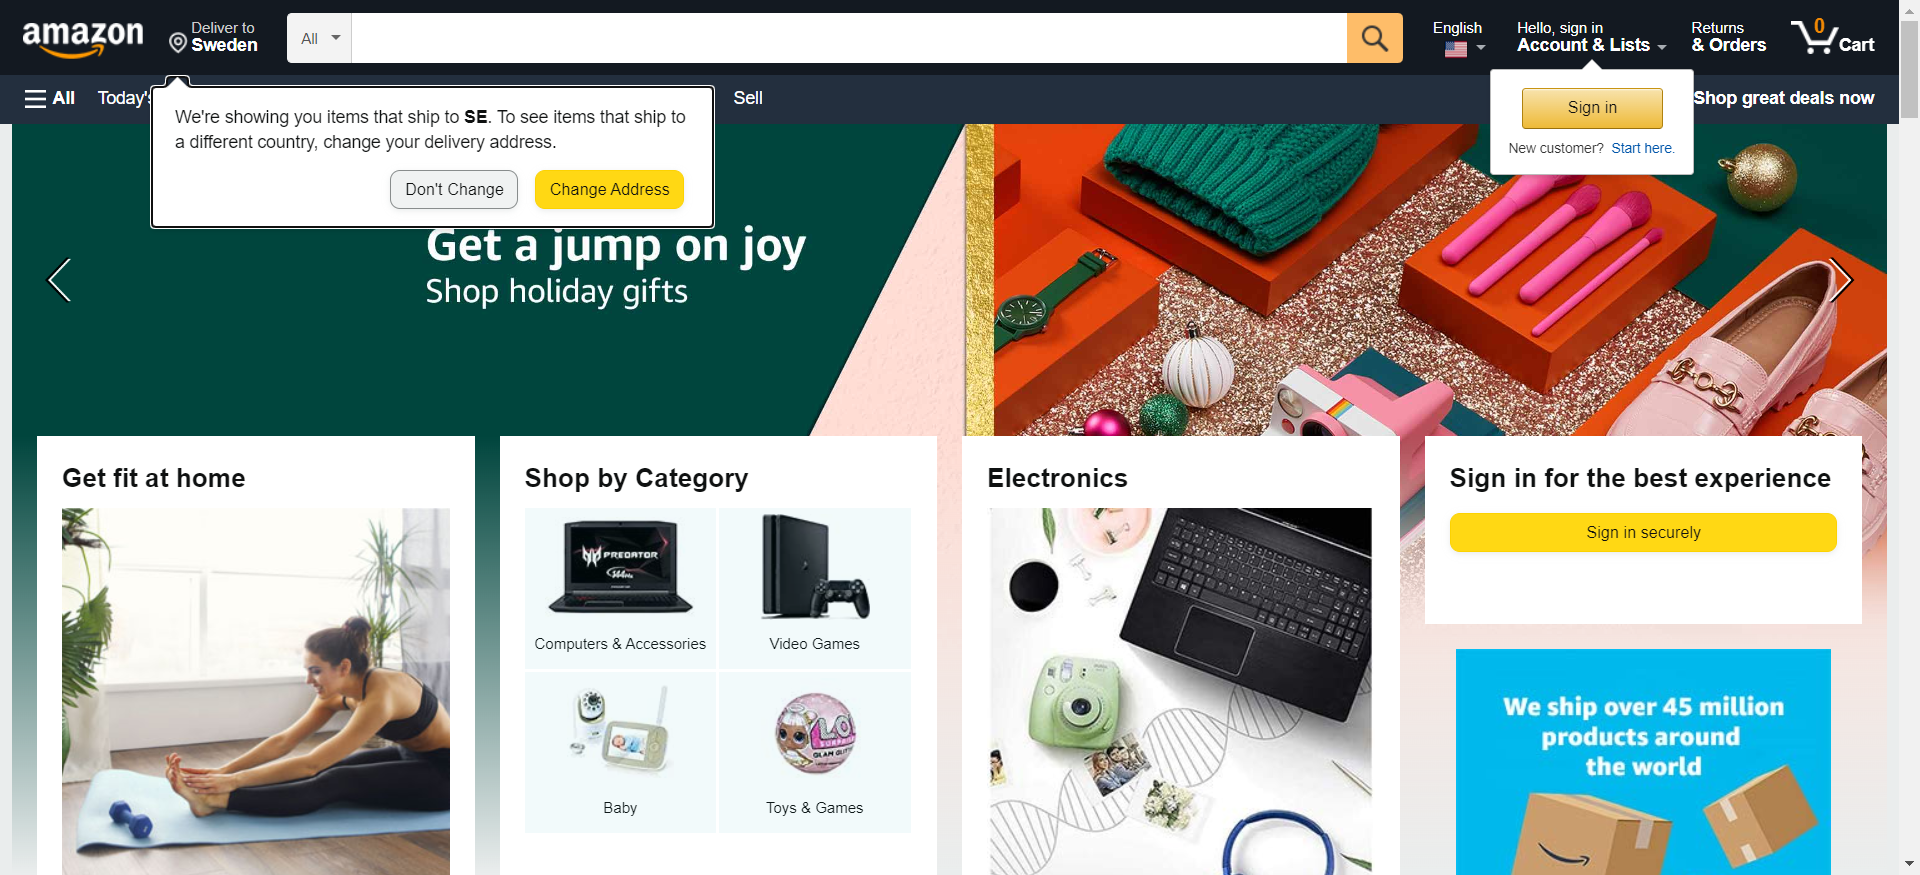 amazon
Deliver to
Sweden
All
English
Hello, sign in
Account & Lists
Returns
& Orders
0
Cart
All
Today's
Sell
Shop great deals now
We're showing you items that ship to SE. To see items that ship to
a different country, change your delivery address.
Don't Change
Change Address
Sign in
New customer? Start here.
Get a jump on joy
Shop holiday gifts
Get fit at home
Shop by Category
PREDATOR
144Hz
Computers & Accessories
Video Games
Baby
L.O.L.
SURPRISE
GLAM GLITTER
Toys & Games
Electronics
Sign in for the best experience
Sign in securely
We ship over 45 million
products around
the world